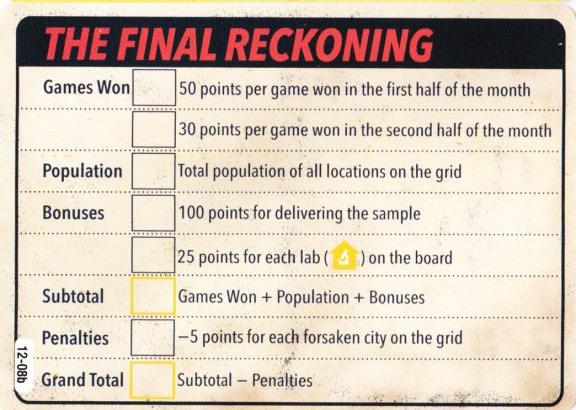 THE FINAL RECKONING
Games Won 50 points per game won in the first half of the month
30 points per game won in the second half of the month
Population Total population of all locations on the grid
Bonuses 100 points for delivering the sample
25 points for each lab ( ) on the board
Subtotal Games Won + Population + Bonuses
Penalties −5 points for each forsaken city on the grid
Grand Total Subtotal − Penalties
12-08b